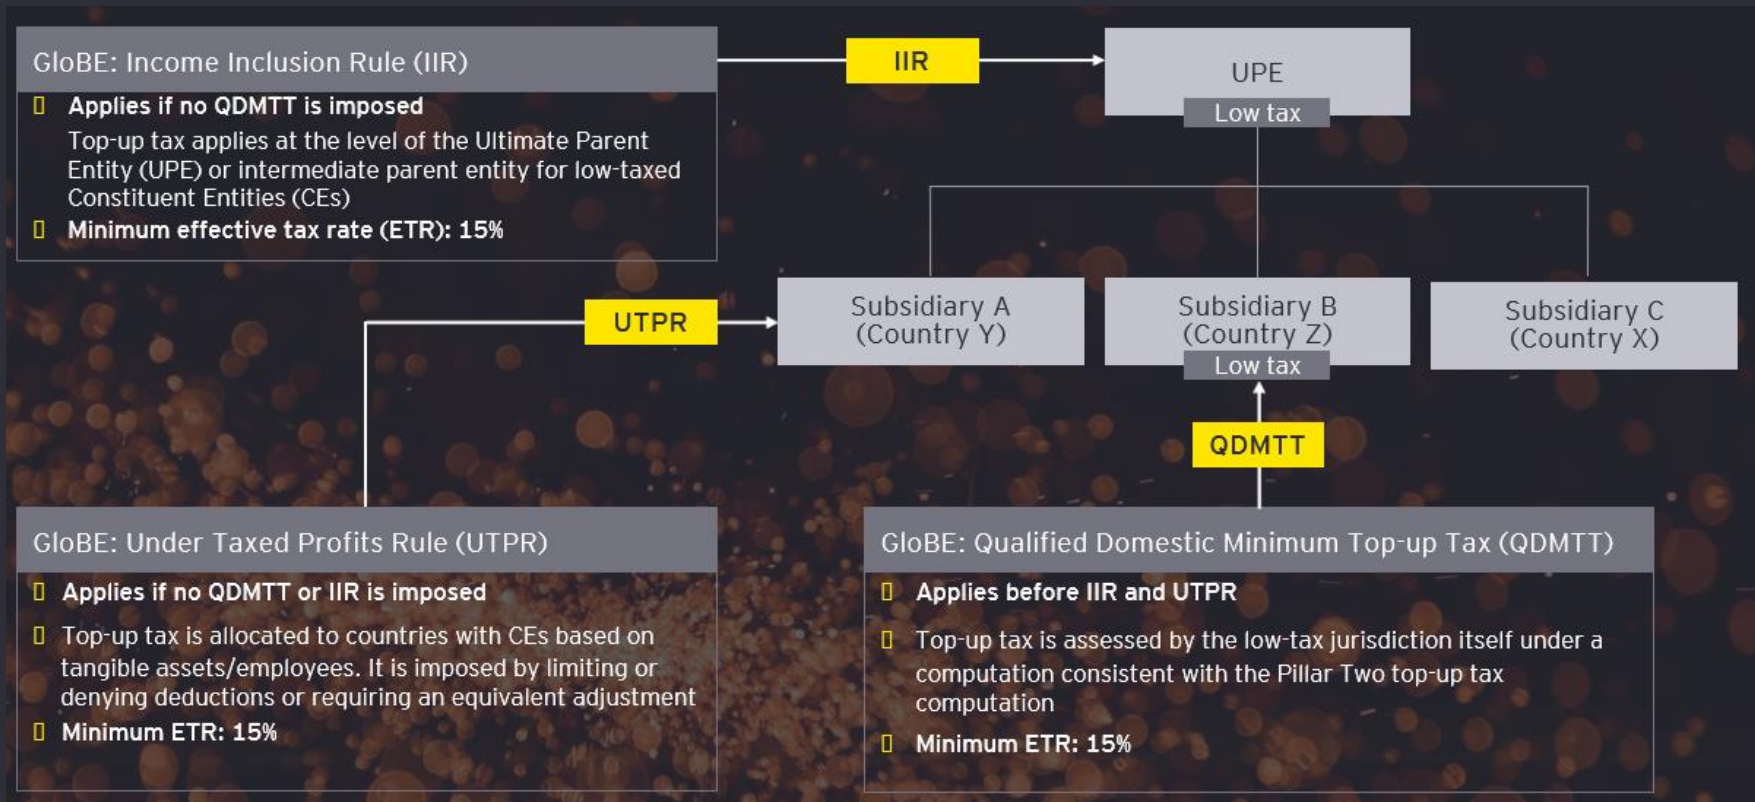 GloBE: Income Inclusion Rule (IIR)
Applies if no QDMTT is imposed
Top-up tax applies at the level of the Ultimate Parent
Entity (UPE) or intermediate parent entity for low-taxed
Constituent Entities (CEs)
Minimum effective tax rate (ETR): 15%
IIR
UPE
Low tax
UTPR
Subsidiary A
(Country Y)
Subsidiary B
(Country Z)
Low tax
Subsidiary C
(Country X)
QDMTT
GloBE: Under Taxed Profits Rule (UTPR)
Applies if no QDMTT or IIR is imposed
Top-up tax is allocated to countries with CEs based on
tangible assets/employees. It is imposed by limiting or
denying deductions or requiring an equivalent adjustment
Minimum ETR: 15%
GloBE: Qualified Domestic Minimum Top-up Tax (QDMTT)
Applies before IIR and UTPR
Top-up tax is assessed by the low-tax jurisdiction itself under a
computation consistent with the Pillar Two top-up tax
computation
Minimum ETR: 15%